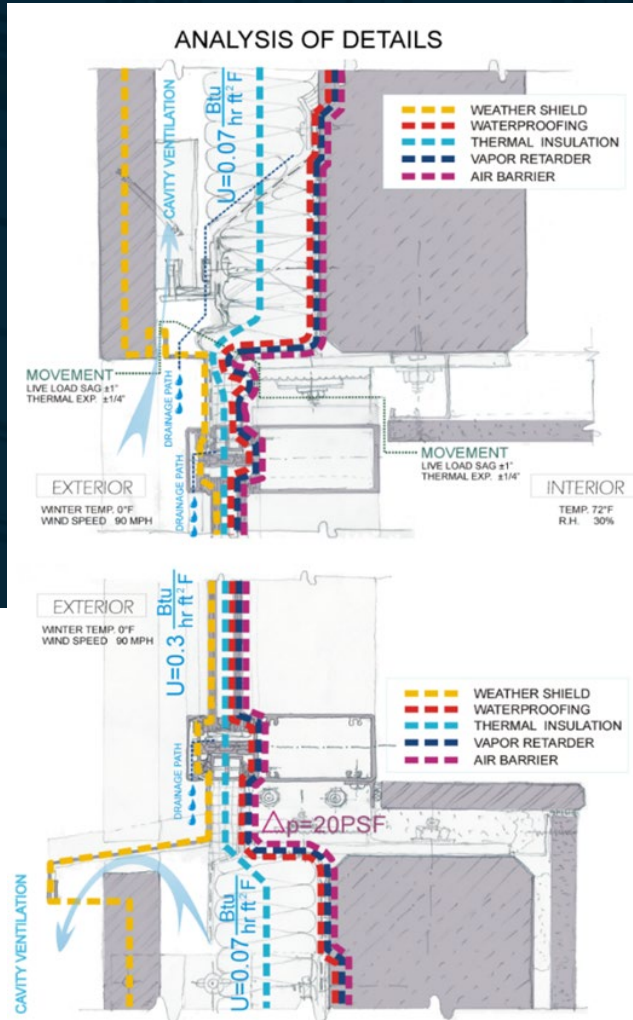 ANALYSIS OF DETAILS
CAVITY VENTILATION
U=0.07 Btu
hr ft² F
WEATHER SHIELD
WATERPROOFING
THERMAL INSULATION
VAPOR RETARDER
AIR BARRIER
MOVEMENT
LIVE LOAD SAG ±1"
THERMAL EXP. ±1/4"
DRAINAGE PATH
DRAINAGE PATH
MOVEMENT
LIVE LOAD SAG ±1"
THERMAL EXP. ±1/4"
EXTERIOR
WINTER TEMP. 0°F
WIND SPEED 90 MPH
INTERIOR
TEMP. 72°F
R.H. 30%
EXTERIOR
WINTER TEMP. 0°F
WIND SPEED 90 MPH
U=0.3 Btu
hr ft² F
WEATHER SHIELD
WATERPROOFING
THERMAL INSULATION
VAPOR RETARDER
AIR BARRIER
DRAINAGE PATH
△p=20PSF
CAVITY VENTILATION
U=0.07 Btu
hr ft² F